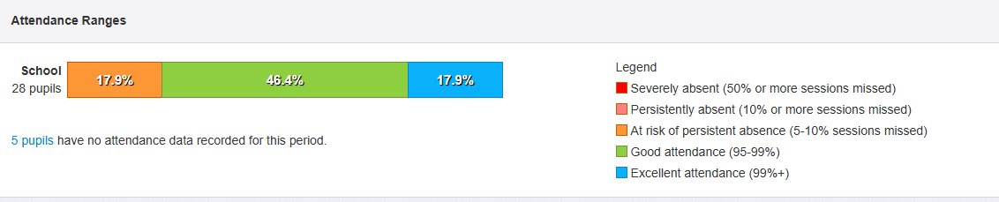 Attendance Ranges
School
28 pupils
17.9%
46.4%
17.9%
5 pupils have no attendance data recorded for this period.
Legend
Severely absent (50% or more sessions missed)
Persistently absent (10% or more sessions missed)
At risk of persistent absence (5-10% sessions missed)
Good attendance (95-99%)
Excellent attendance (99%+)